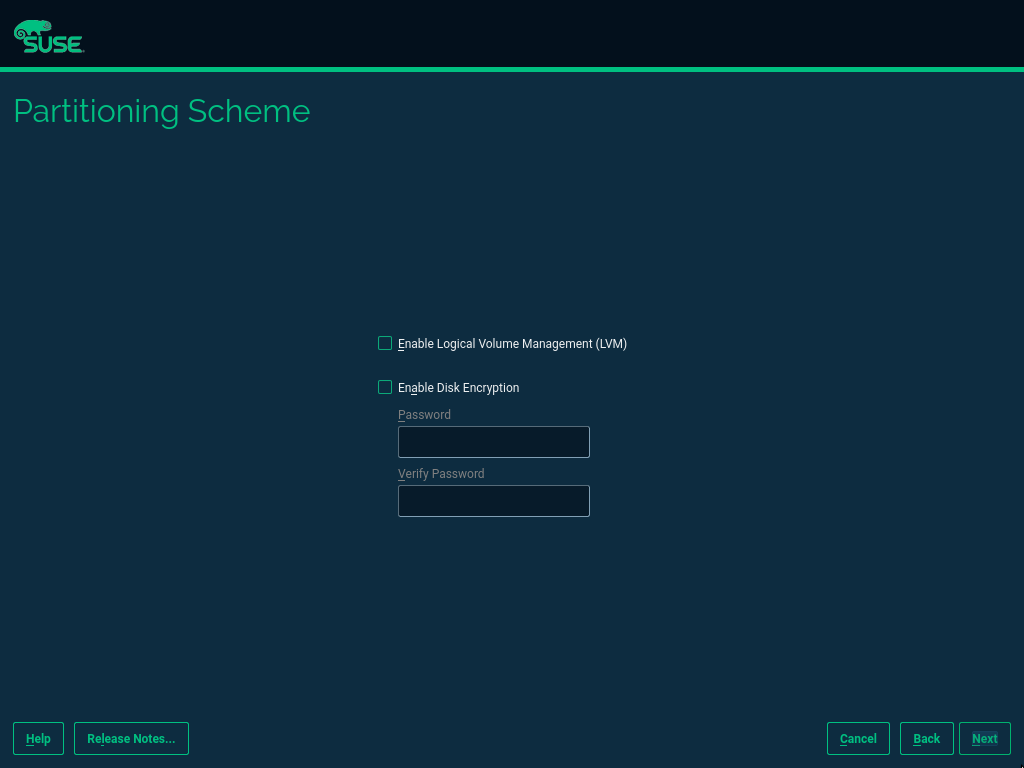 SUSE
Partitioning Scheme
Enable Logical Volume Management (LVM)
Enable Disk Encryption
Password
Verify Password
Help Release Notes... Cancel Back Next